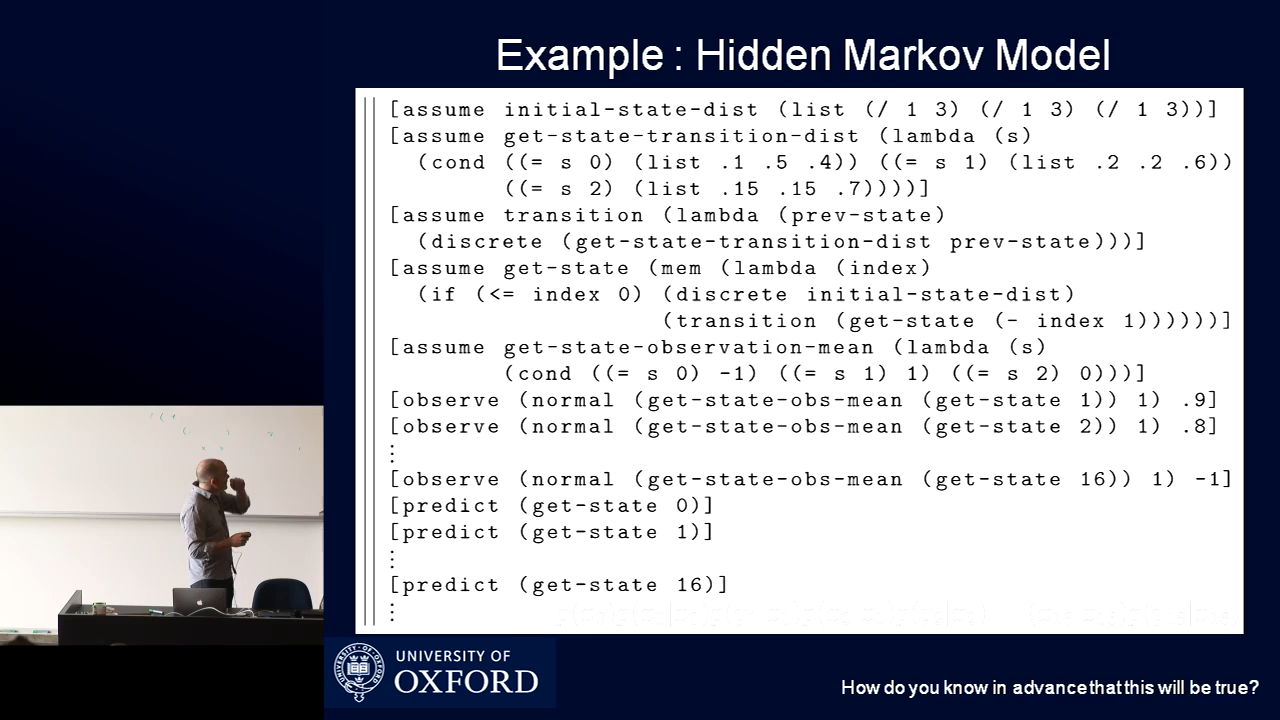 Example : Hidden Markov Model
[assume initial-state-dist (list (/ 1 3) (/ 1 3) (/ 1 3))]
[assume get-state-transition-dist (lambda (s)
(cond ((= s 0) (list .1 .5 .4)) ((= s 1) (list .2 .2 .6))
((= s 2) (list .15 .15 .7))))]
[assume transition (lambda (prev-state)
(discrete (get-state-transition-dist prev-state)))]
[assume get-state (mem (lambda (index)
(if (<= index 0) (discrete initial-state-dist)
(transition (get-state (- index 1))))))]
[assume get-state-observation-mean (lambda (s)
(cond ((= s 0) -1) ((= s 1) 1) ((= s 2) 0)))]
[observe (normal (get-state-obs-mean (get-state 1)) 1) .9]
[observe (normal (get-state-obs-mean (get-state 2)) 1) .8]
⋮
[observe (normal (get-state-obs-mean (get-state 16)) 1) -1]
[predict (get-state 0)]
[predict (get-state 1)]
⋮
[predict (get-state 16)]
⋮
UNIVERSITY OF
OXFORD
How do you know in advance that this will be true?